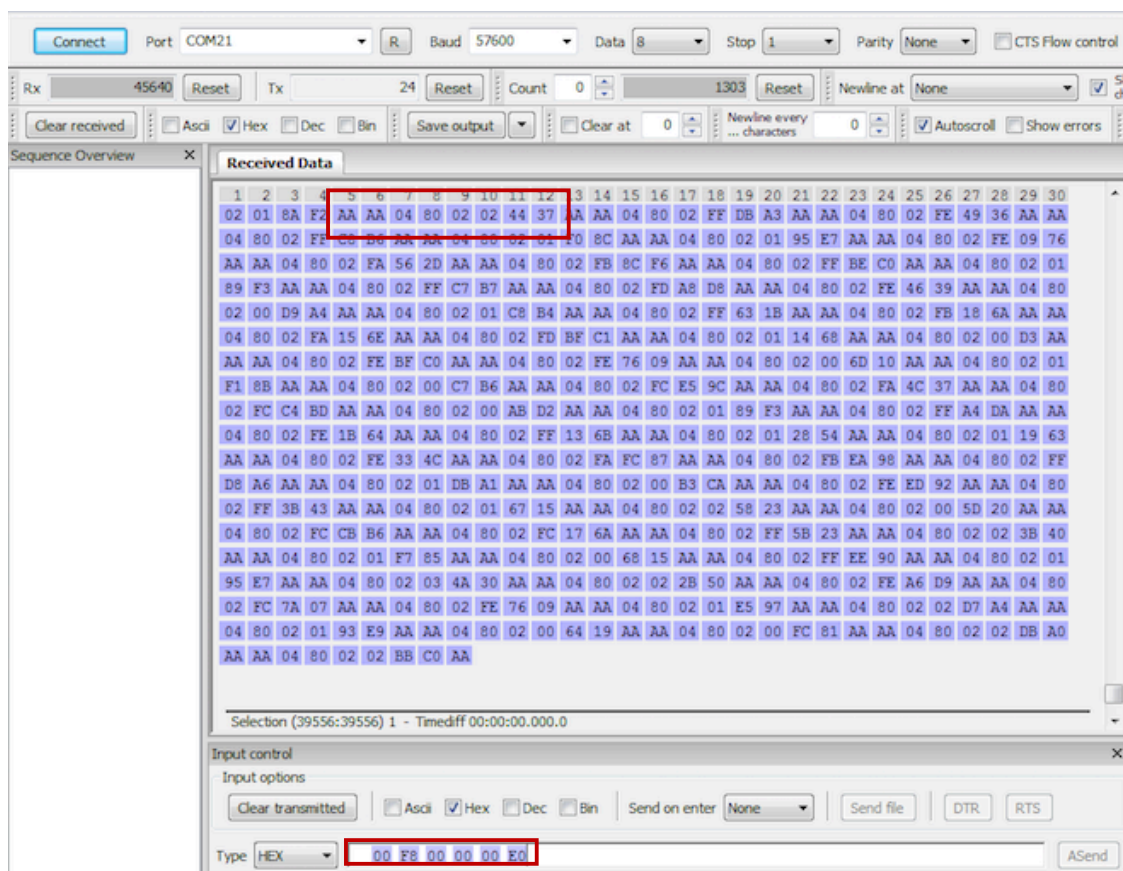 Connect Port COM21 R Baud 57600 Data 8 Stop 1 Parity None CTS Flow control
Rx 45640 Reset Tx 24 Reset Count 0 1303 Reset Newline at None
Clear received Ascii Hex Dec Bin Save output Clear at 0 Newline every ... characters 0 Autoscroll Show errors
Sequence Overview × Received Data
1 2 3 4 5 6 7 8 9 10 11 12 13 14 15 16 17 18 19 20 21 22 23 24 25 26 27 28 29 30
02 01 8A F2 AA AA 04 80 02 02 44 37 AA AA 04 80 02 FF DB A3 AA AA 04 80 02 FE 49 36 AA AA
04 80 02 FF C8 B6 AA AA 04 80 02 01 F0 8C AA AA 04 80 02 01 95 E7 AA AA 04 80 02 FE 09 76
AA AA 04 80 02 FA 56 2D AA AA 04 80 02 FB 8C F6 AA AA 04 80 02 FF BE C0 AA AA 04 80 02 01
89 F3 AA AA 04 80 02 FF C7 B7 AA AA 04 80 02 FD A8 D8 AA AA 04 80 02 FE 46 39 AA AA 04 80
02 00 D9 A4 AA AA 04 80 02 01 C8 B4 AA AA 04 80 02 FF 63 1B AA AA 04 80 02 FB 18 6A AA AA
04 80 02 FA 15 6E AA AA 04 80 02 FD BF C1 AA AA 04 80 02 01 14 68 AA AA 04 80 02 00 D3 AA
AA AA 04 80 02 FE BF C0 AA AA 04 80 02 FE 76 09 AA AA 04 80 02 00 6D 10 AA AA 04 80 02 01
F1 8B AA AA 04 80 02 00 C7 B6 AA AA 04 80 02 FC E5 9C AA AA 04 80 02 FA 4C 37 AA AA 04 80
02 FC C4 BD AA AA 04 80 02 00 AB D2 AA AA 04 80 02 01 89 F3 AA AA 04 80 02 FF A4 DA AA AA
04 80 02 FE 1B 64 AA AA 04 80 02 FF 13 6B AA AA 04 80 02 01 28 54 AA AA 04 80 02 01 19 63
AA AA 04 80 02 FE 33 4C AA AA 04 80 02 FA FC 87 AA AA 04 80 02 FB EA 98 AA AA 04 80 02 FF
D8 A6 AA AA 04 80 02 01 DB A1 AA AA 04 80 02 00 B3 CA AA AA 04 80 02 FE ED 92 AA AA 04 80
02 FF 3B 43 AA AA 04 80 02 01 67 15 AA AA 04 80 02 02 58 23 AA AA 04 80 02 00 5D 20 AA AA
04 80 02 FC CB B6 AA AA 04 80 02 FC 17 6A AA AA 04 80 02 FF 5B 23 AA AA 04 80 02 02 3B 40
AA AA 04 80 02 01 F7 85 AA AA 04 80 02 00 68 15 AA AA 04 80 02 FF EE 90 AA AA 04 80 02 01
95 E7 AA AA 04 80 02 03 4A 30 AA AA 04 80 02 02 2B 50 AA AA 04 80 02 FE A6 D9 AA AA 04 80
02 FC 7A 07 AA AA 04 80 02 FE 76 09 AA AA 04 80 02 01 E5 97 AA AA 04 80 02 02 D7 A4 AA AA
04 80 02 01 93 E9 AA AA 04 80 02 00 64 19 AA AA 04 80 02 00 FC 81 AA AA 04 80 02 02 DB A0
AA AA 04 80 02 02 BB C0 AA
Selection (39556:39556) 1 - Timediff 00:00:00.000.0
Input control ×
Input options
Clear transmitted Ascii Hex Dec Bin Send on enter None Send file DTR RTS
Type HEX 00 F8 00 00 00 E0 ASend